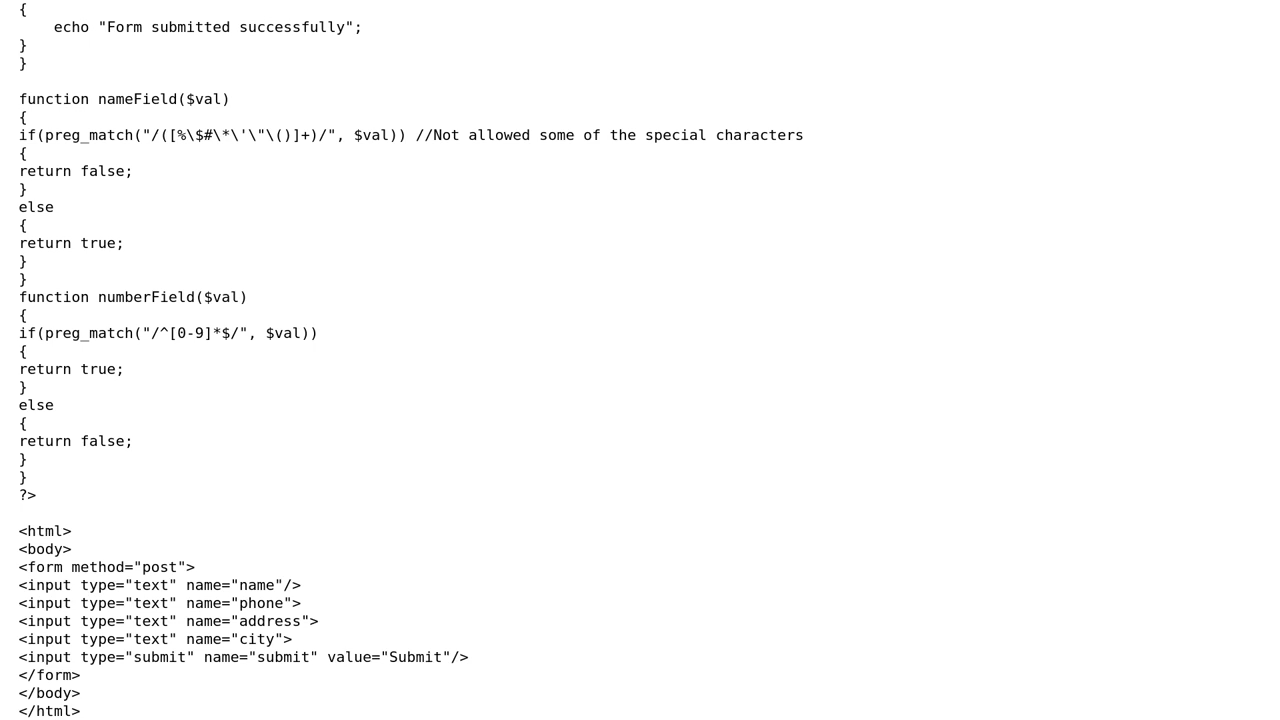 {
    echo "Form submitted successfully";
}
}

function nameField($val)
{
if(preg_match("/([%\$#\*\'\"\()]+)/", $val)) //Not allowed some of the special characters
{
return false;
}
else
{
return true;
}
}
function numberField($val)
{
if(preg_match("/^[0-9]*$/", $val))
{
return true;
}
else
{
return false;
}
}
?>

<html>
<body>
<form method="post">
<input type="text" name="name"/>
<input type="text" name="phone">
<input type="text" name="address">
<input type="text" name="city">
<input type="submit" name="submit" value="Submit"/>
</form>
</body>
</html>